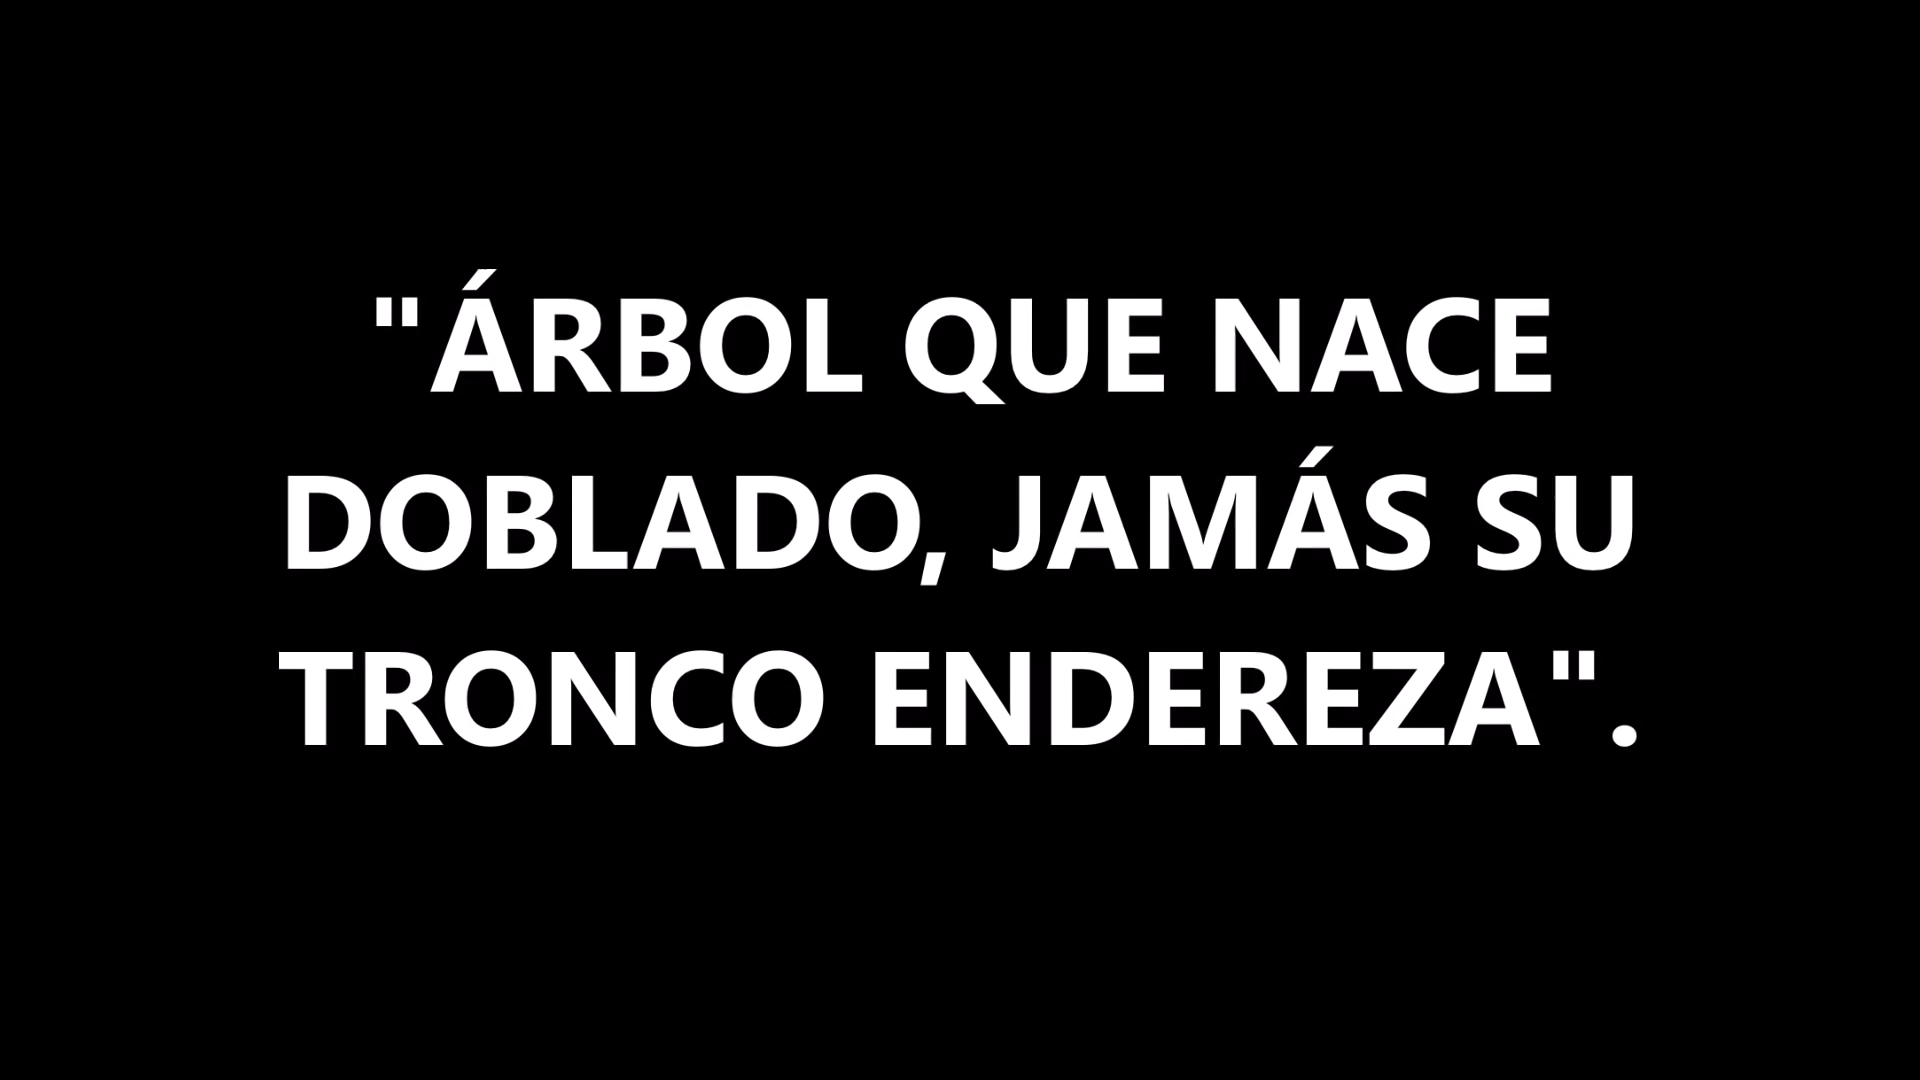 "ÁRBOL QUE NACE
DOBLADO, JAMÁS SU
TRONCO ENDEREZA".